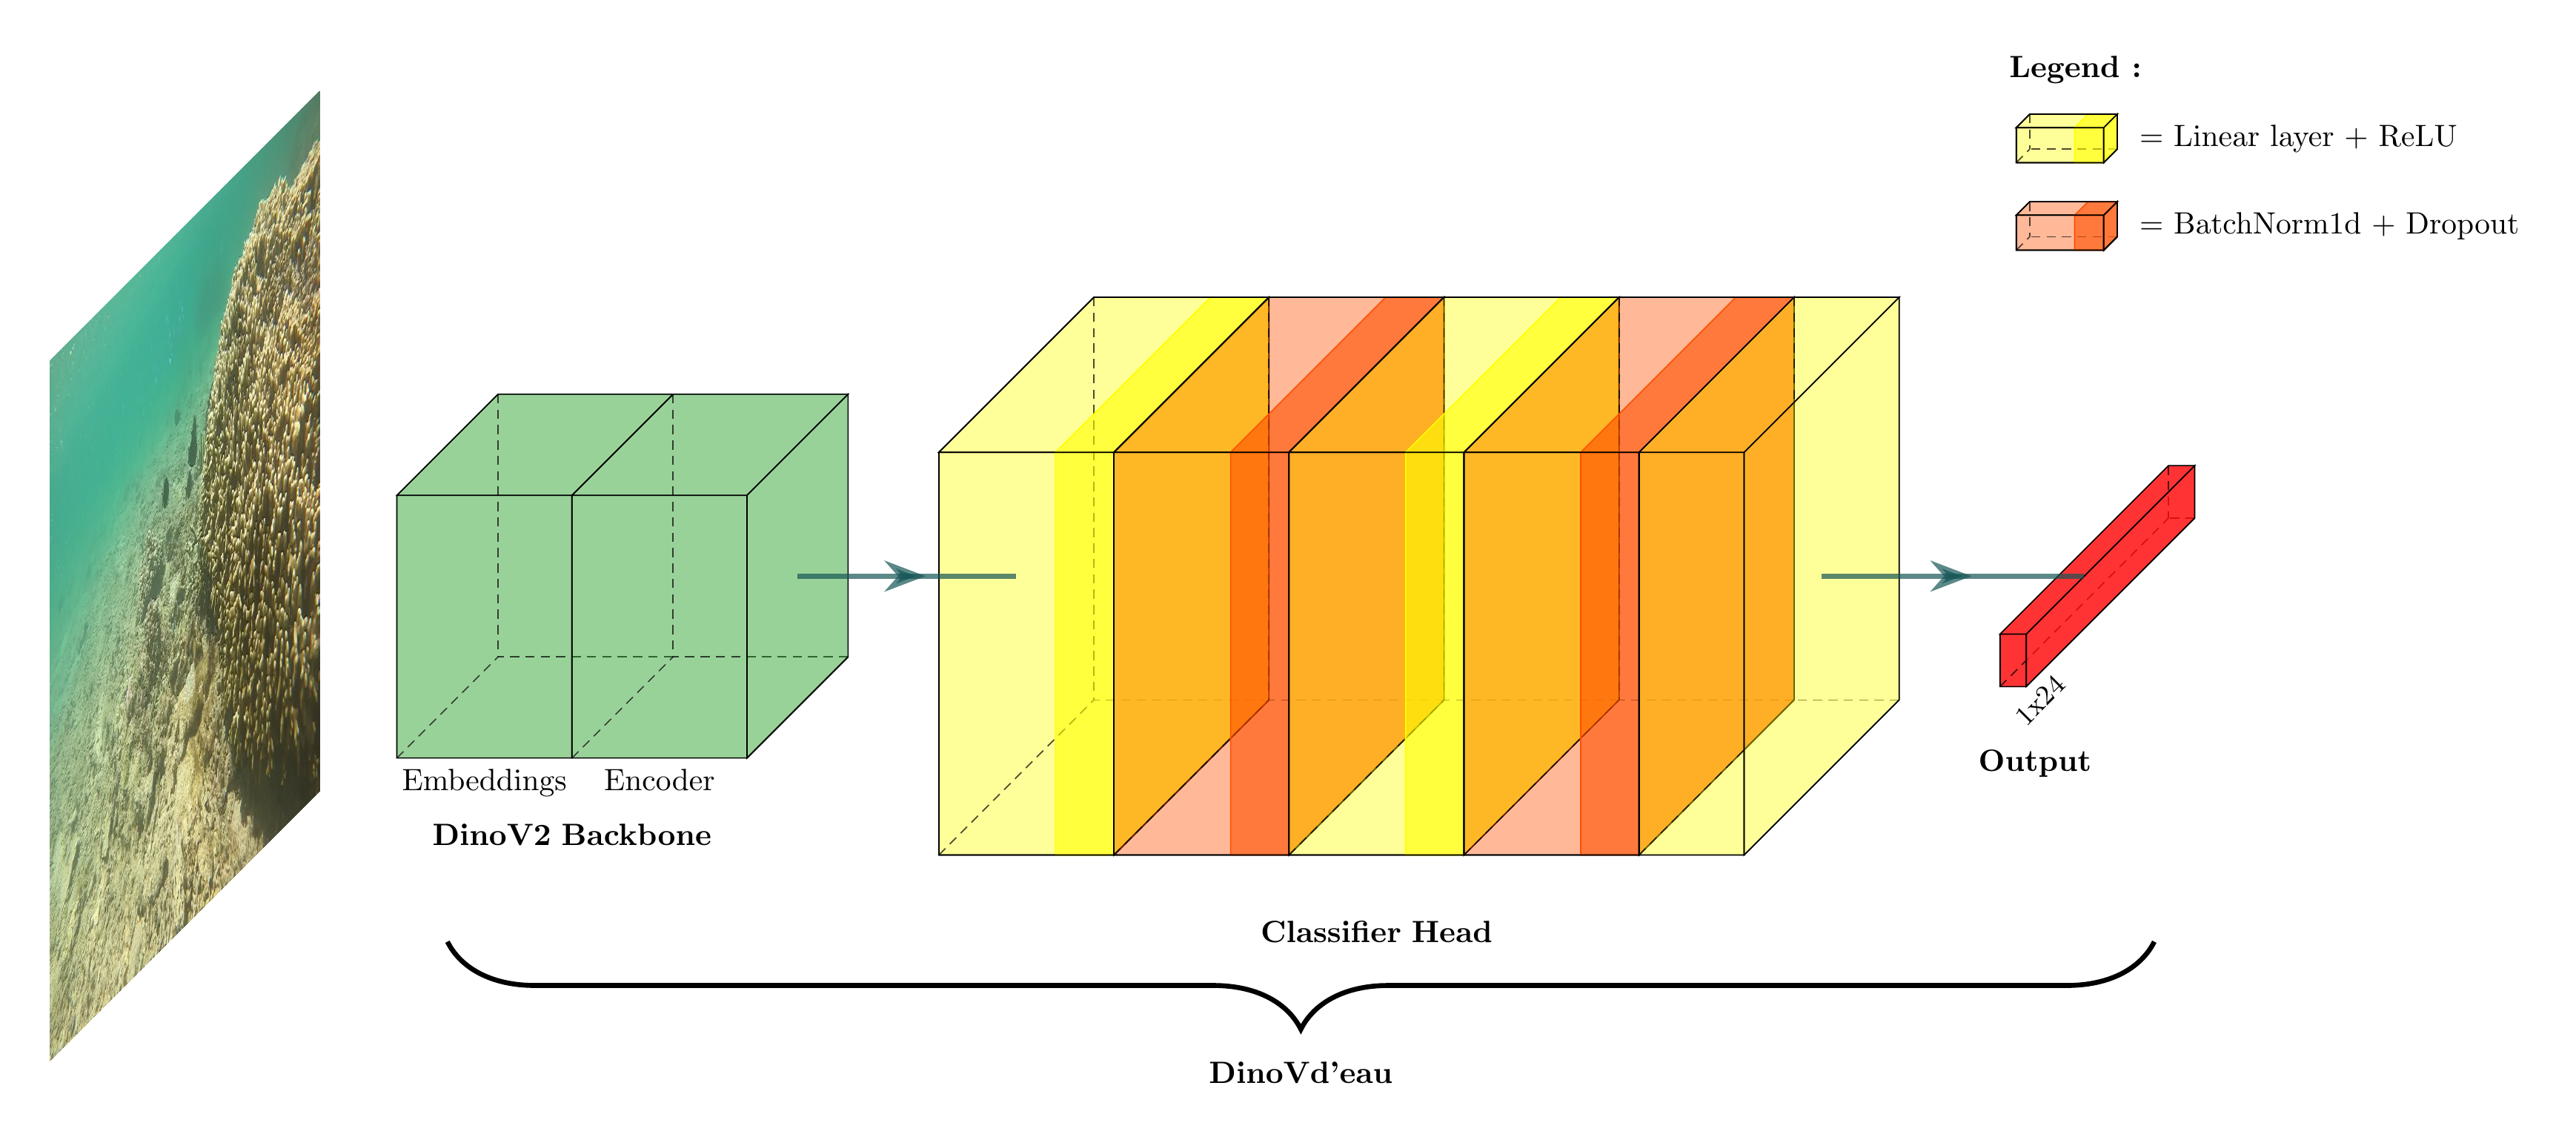 Legend :
= Linear layer + ReLU
= BatchNorm1d + Dropout
Embeddings
Encoder
DinoV2 Backbone
1x24
Output
Classifier Head
DinoVd'eau